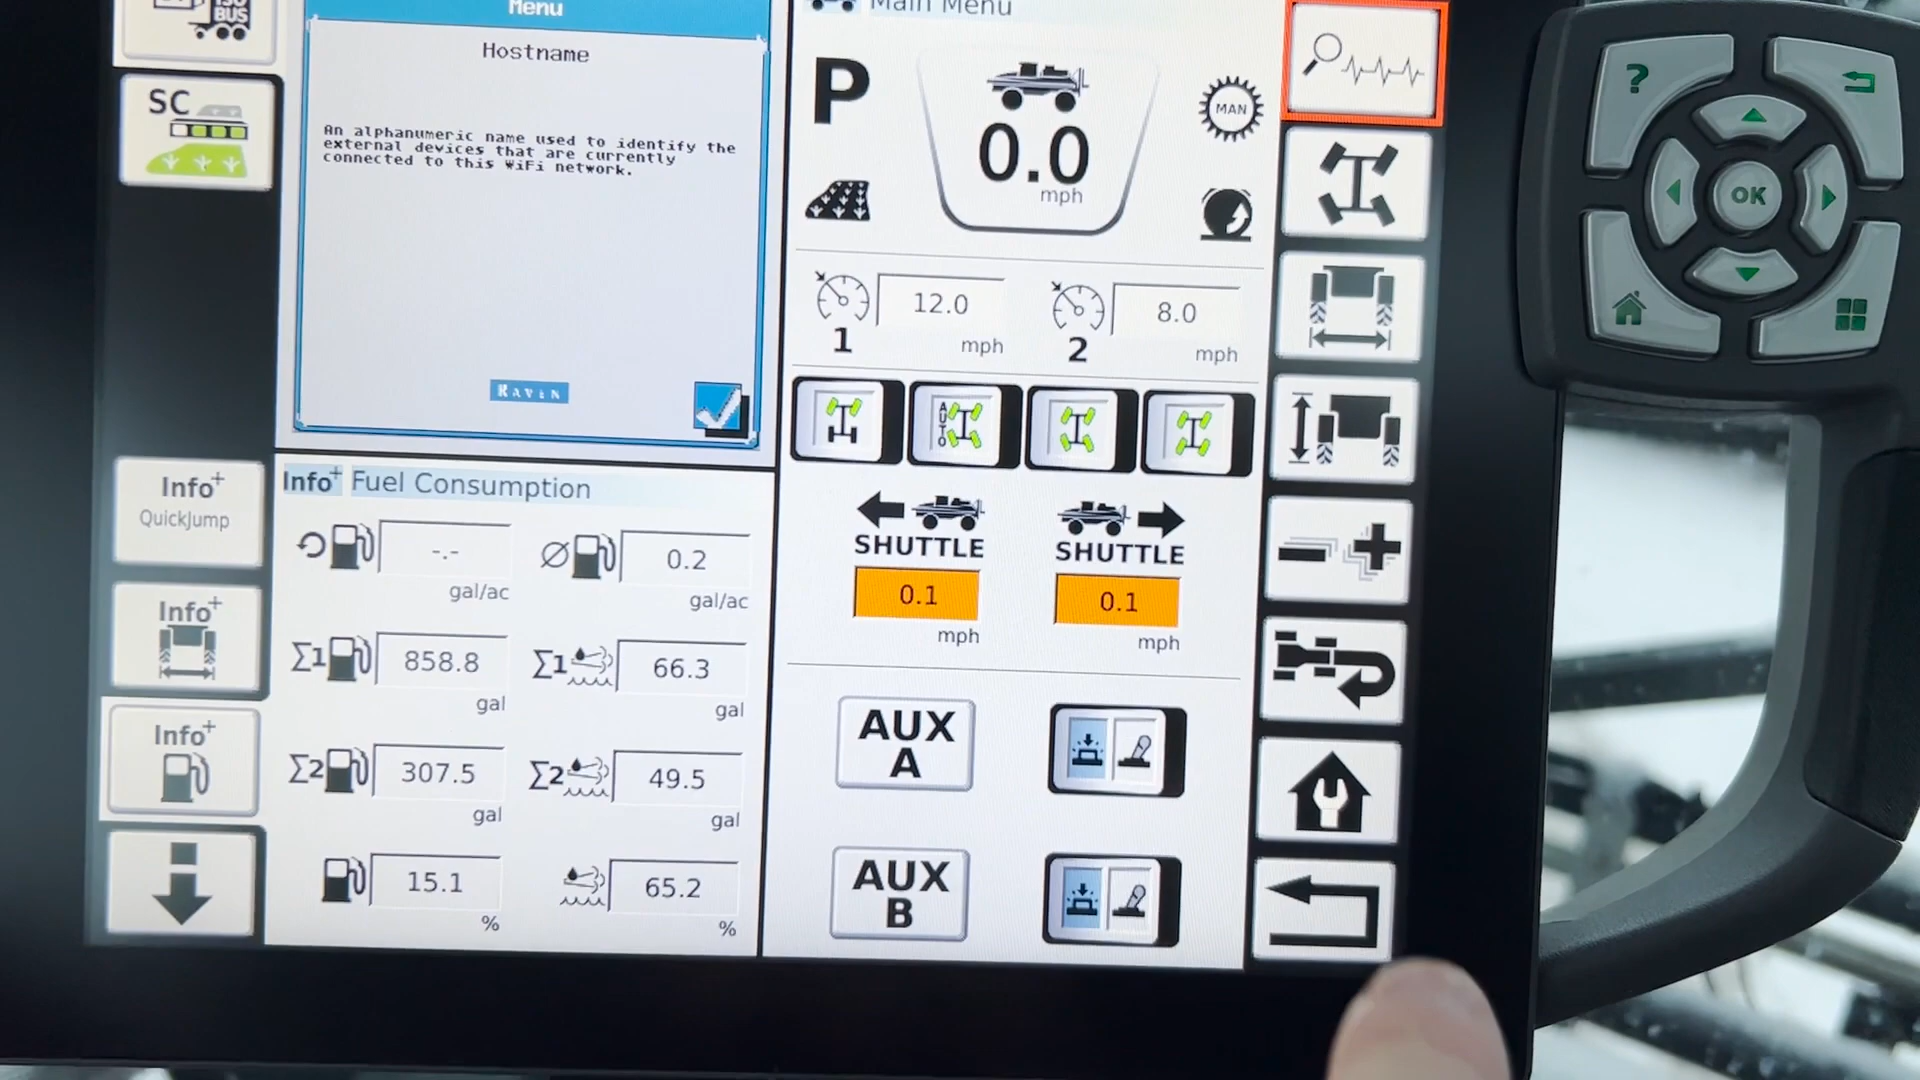 ISO
BUS
SC
Info+
QuickJump
Info+
Info+
Menu
Hostname
An alphanumeric name used to identify the
external devices that are currently
connected to this WiFi network.
RAVEN
Info+ Fuel Consumption
-.-
gal/ac
0.2
gal/ac
Σ1
858.8
gal
Σ1
66.3
gal
Σ2
307.5
gal
Σ2
49.5
gal
15.1
%
65.2
%
Main Menu
P
0.0
mph
MAN
1
12.0
mph
2
8.0
mph
AUTO
SHUTTLE
0.1
mph
SHUTTLE
0.1
mph
AUX
A
AUX
B
?
OK